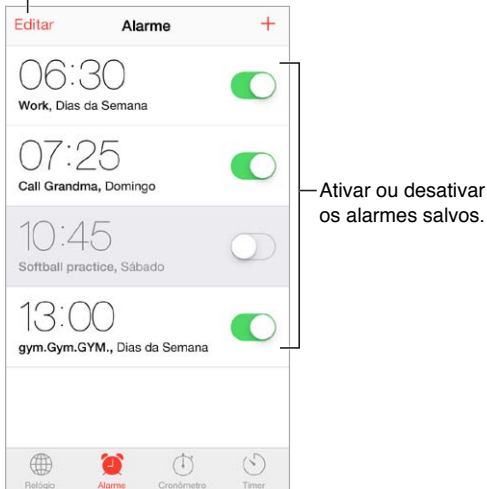 Editar Alarme +
06:30
Work, Dias da Semana
07:25
Call Grandma, Domingo
10:45
Softball practice, Sábado
13:00
gym.Gym.GYM., Dias da Semana
Ativar ou desativar
os alarmes salvos.
Relógio Alarme Cronômetro Timer